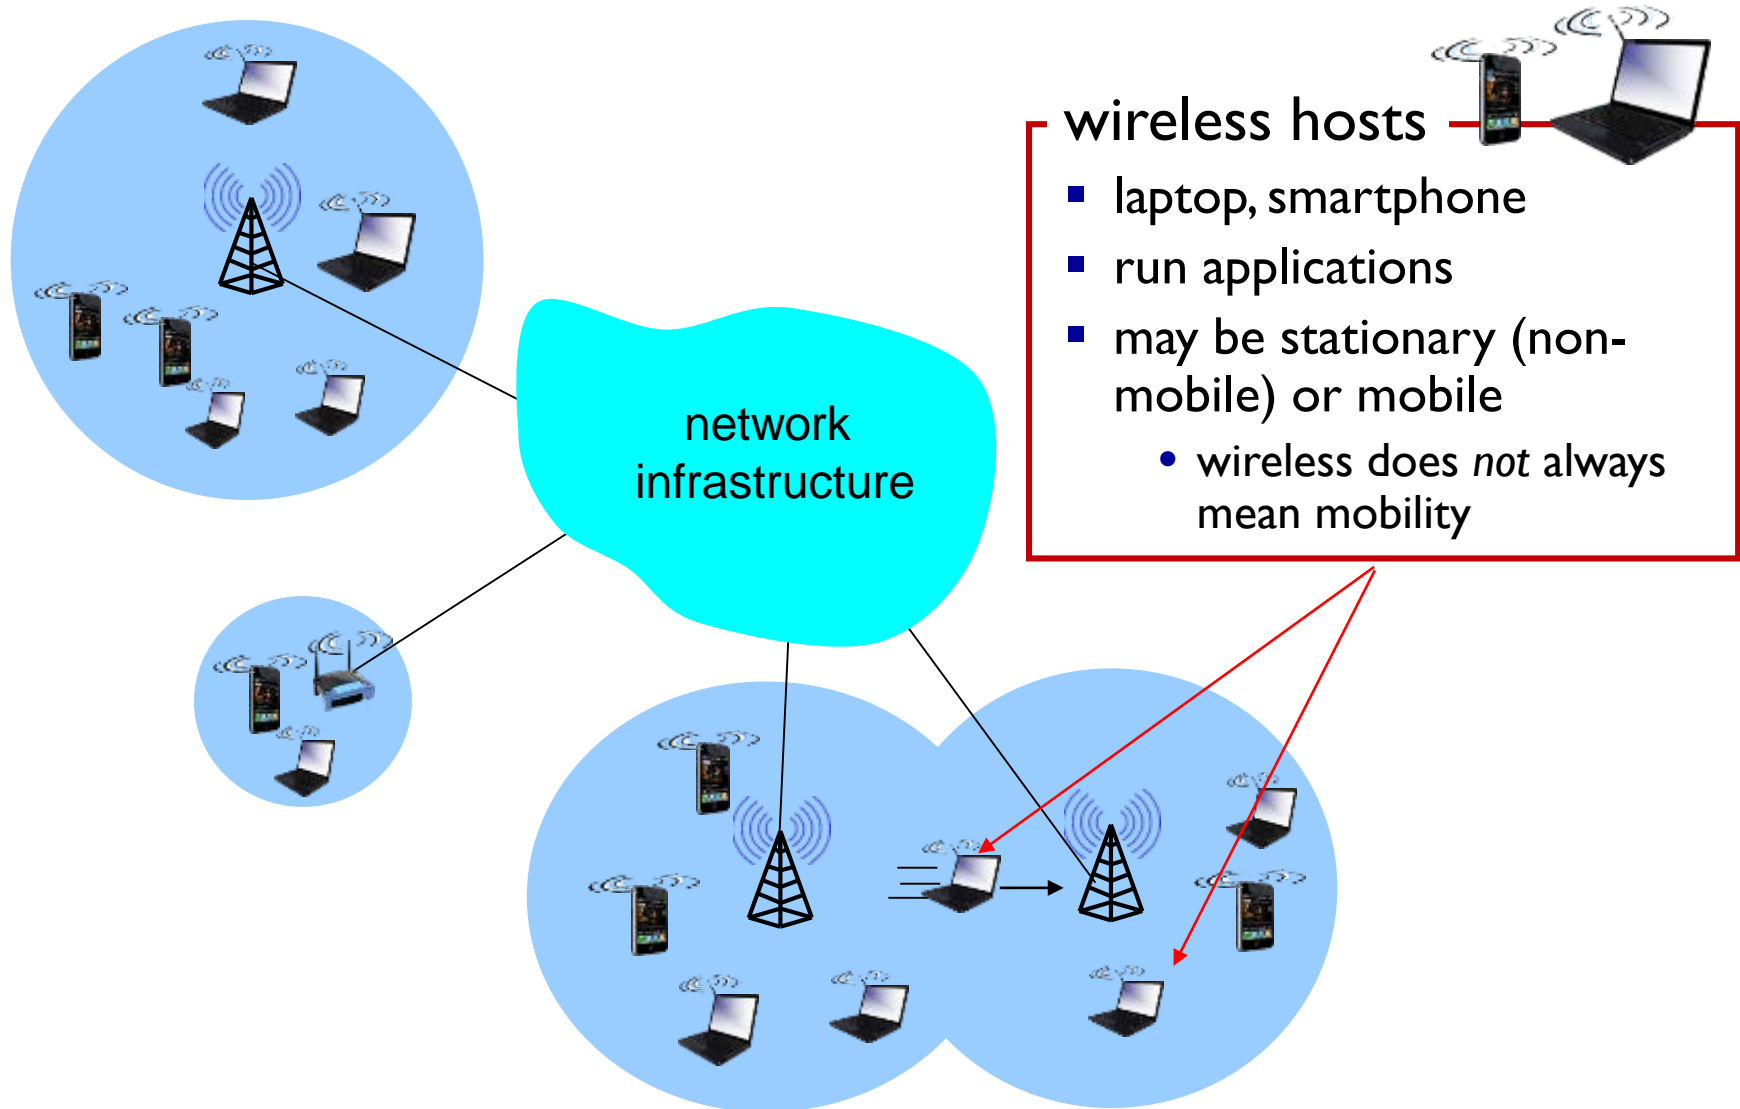 wireless hosts
laptop, smartphone
run applications
may be stationary (non-
mobile) or mobile
wireless does not always
mean mobility
network
infrastructure